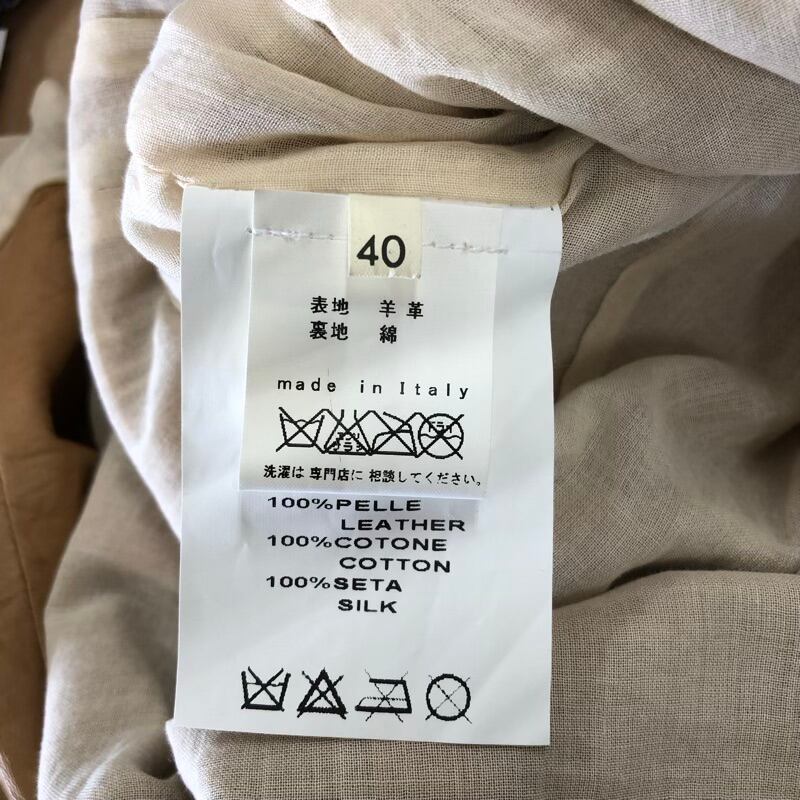 40
表地 羊革
裏地 綿
made in Italy
洗濯は 専門店に 相談してください。
100%PELLE
LEATHER
100%COTONE
COTTON
100%SETA
SILK